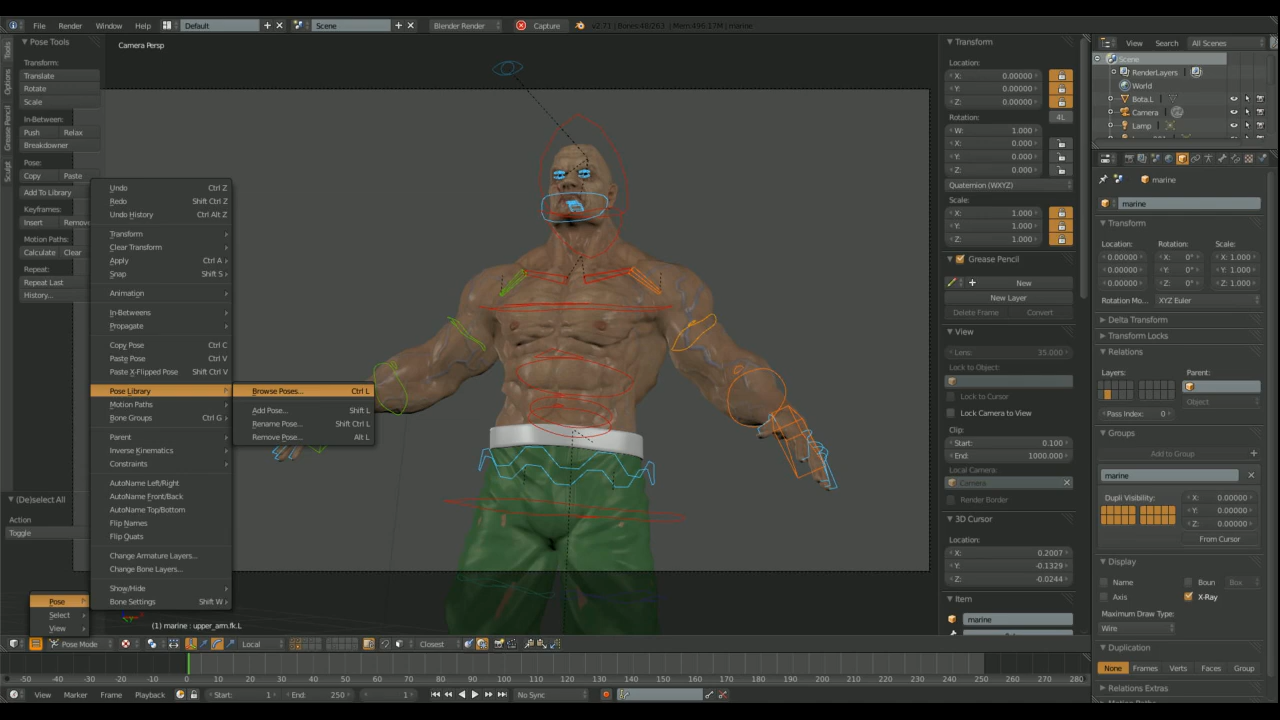 File Render Window Help Default Scene Blender Render Capture v2.71 | Bones:48/263 | Mem:496.17M | marine
Pose Tools
Transform:
Translate
Rotate
Scale
In-Between:
Push Relax
Breakdowner
Pose:
Copy Paste
Add To Library
Keyframes:
Insert Remov
Motion Paths:
Calculate Clear
Repeat:
Repeat Last
History...
(De)select All
Action
Toggle
Tools
Options
Grease Pencil
Sculpt
Camera Persp
Undo Ctrl Z
Redo Shift Ctrl Z
Undo History Ctrl Alt Z
Transform
Clear Transform
Apply Ctrl A
Snap Shift S
Animation
In-Betweens
Propagate
Copy Pose Ctrl C
Paste Pose Ctrl V
Paste X-Flipped Pose Shift Ctrl V
Pose Library
Motion Paths
Bone Groups Ctrl G
Parent
Inverse Kinematics
Constraints
AutoName Left/Right
AutoName Front/Back
AutoName Top/Bottom
Flip Names
Flip Quats
Change Armature Layers...
Change Bone Layers...
Show/Hide
Bone Settings Shift W
Browse Poses... Ctrl L
Add Pose... Shift L
Rename Pose... Shift Ctrl L
Remove Pose... Alt L
Pose
Select
View
(1) marine : upper_arm.fk.L
Pose Mode Local Closest
Transform
Location:
X: 0.00000
Y: 0.00000
Z: 0.00000
Rotation: 4L
W: 1.000
X: 0.000
Y: 0.000
Z: 0.000
Quaternion (WXYZ)
Scale:
X: 1.000
Y: 1.000
Z: 1.000
Grease Pencil
New
New Layer
Delete Frame Convert
View
Lens: 35.000
Lock to Object:
Lock to Cursor
Lock Camera to View
Clip:
Start: 0.100
End: 1000.000
Local Camera:
Camera
Render Border
3D Cursor
Location:
X: 0.2007
Y: -0.1329
Z: -0.0244
Item
marine
View Search All Scenes
Scene
RenderLayers
World
Bota.L
Camera
Lamp
marine
marine
Transform
Location: Rotation: Scale:
0.00000 X: 0° X: 1.000
0.00000 Y: 0° Y: 1.000
0.00000 Z: 0° Z: 1.000
Rotation Mo... XYZ Euler
Delta Transform
Transform Locks
Relations
Layers: Parent:
Object
Pass Index: 0
Groups
Add to Group
marine
Dupli Visibility: X: 0.00000
Y: 0.00000
Z: 0.00000
From Cursor
Display
Name Boun Box
Axis X-Ray
Maximum Draw Type:
Wire
Duplication
None Frames Verts Faces Group
Relations Extras
-50 -40 -30 -20 -10 0 10 20 30 40 50 60 70 80 90 100 110 120 130 140 150 160 170 180 190 200 210 220 230 240 250 260 270 280
View Marker Frame Playback Start: 1 End: 250 1 No Sync